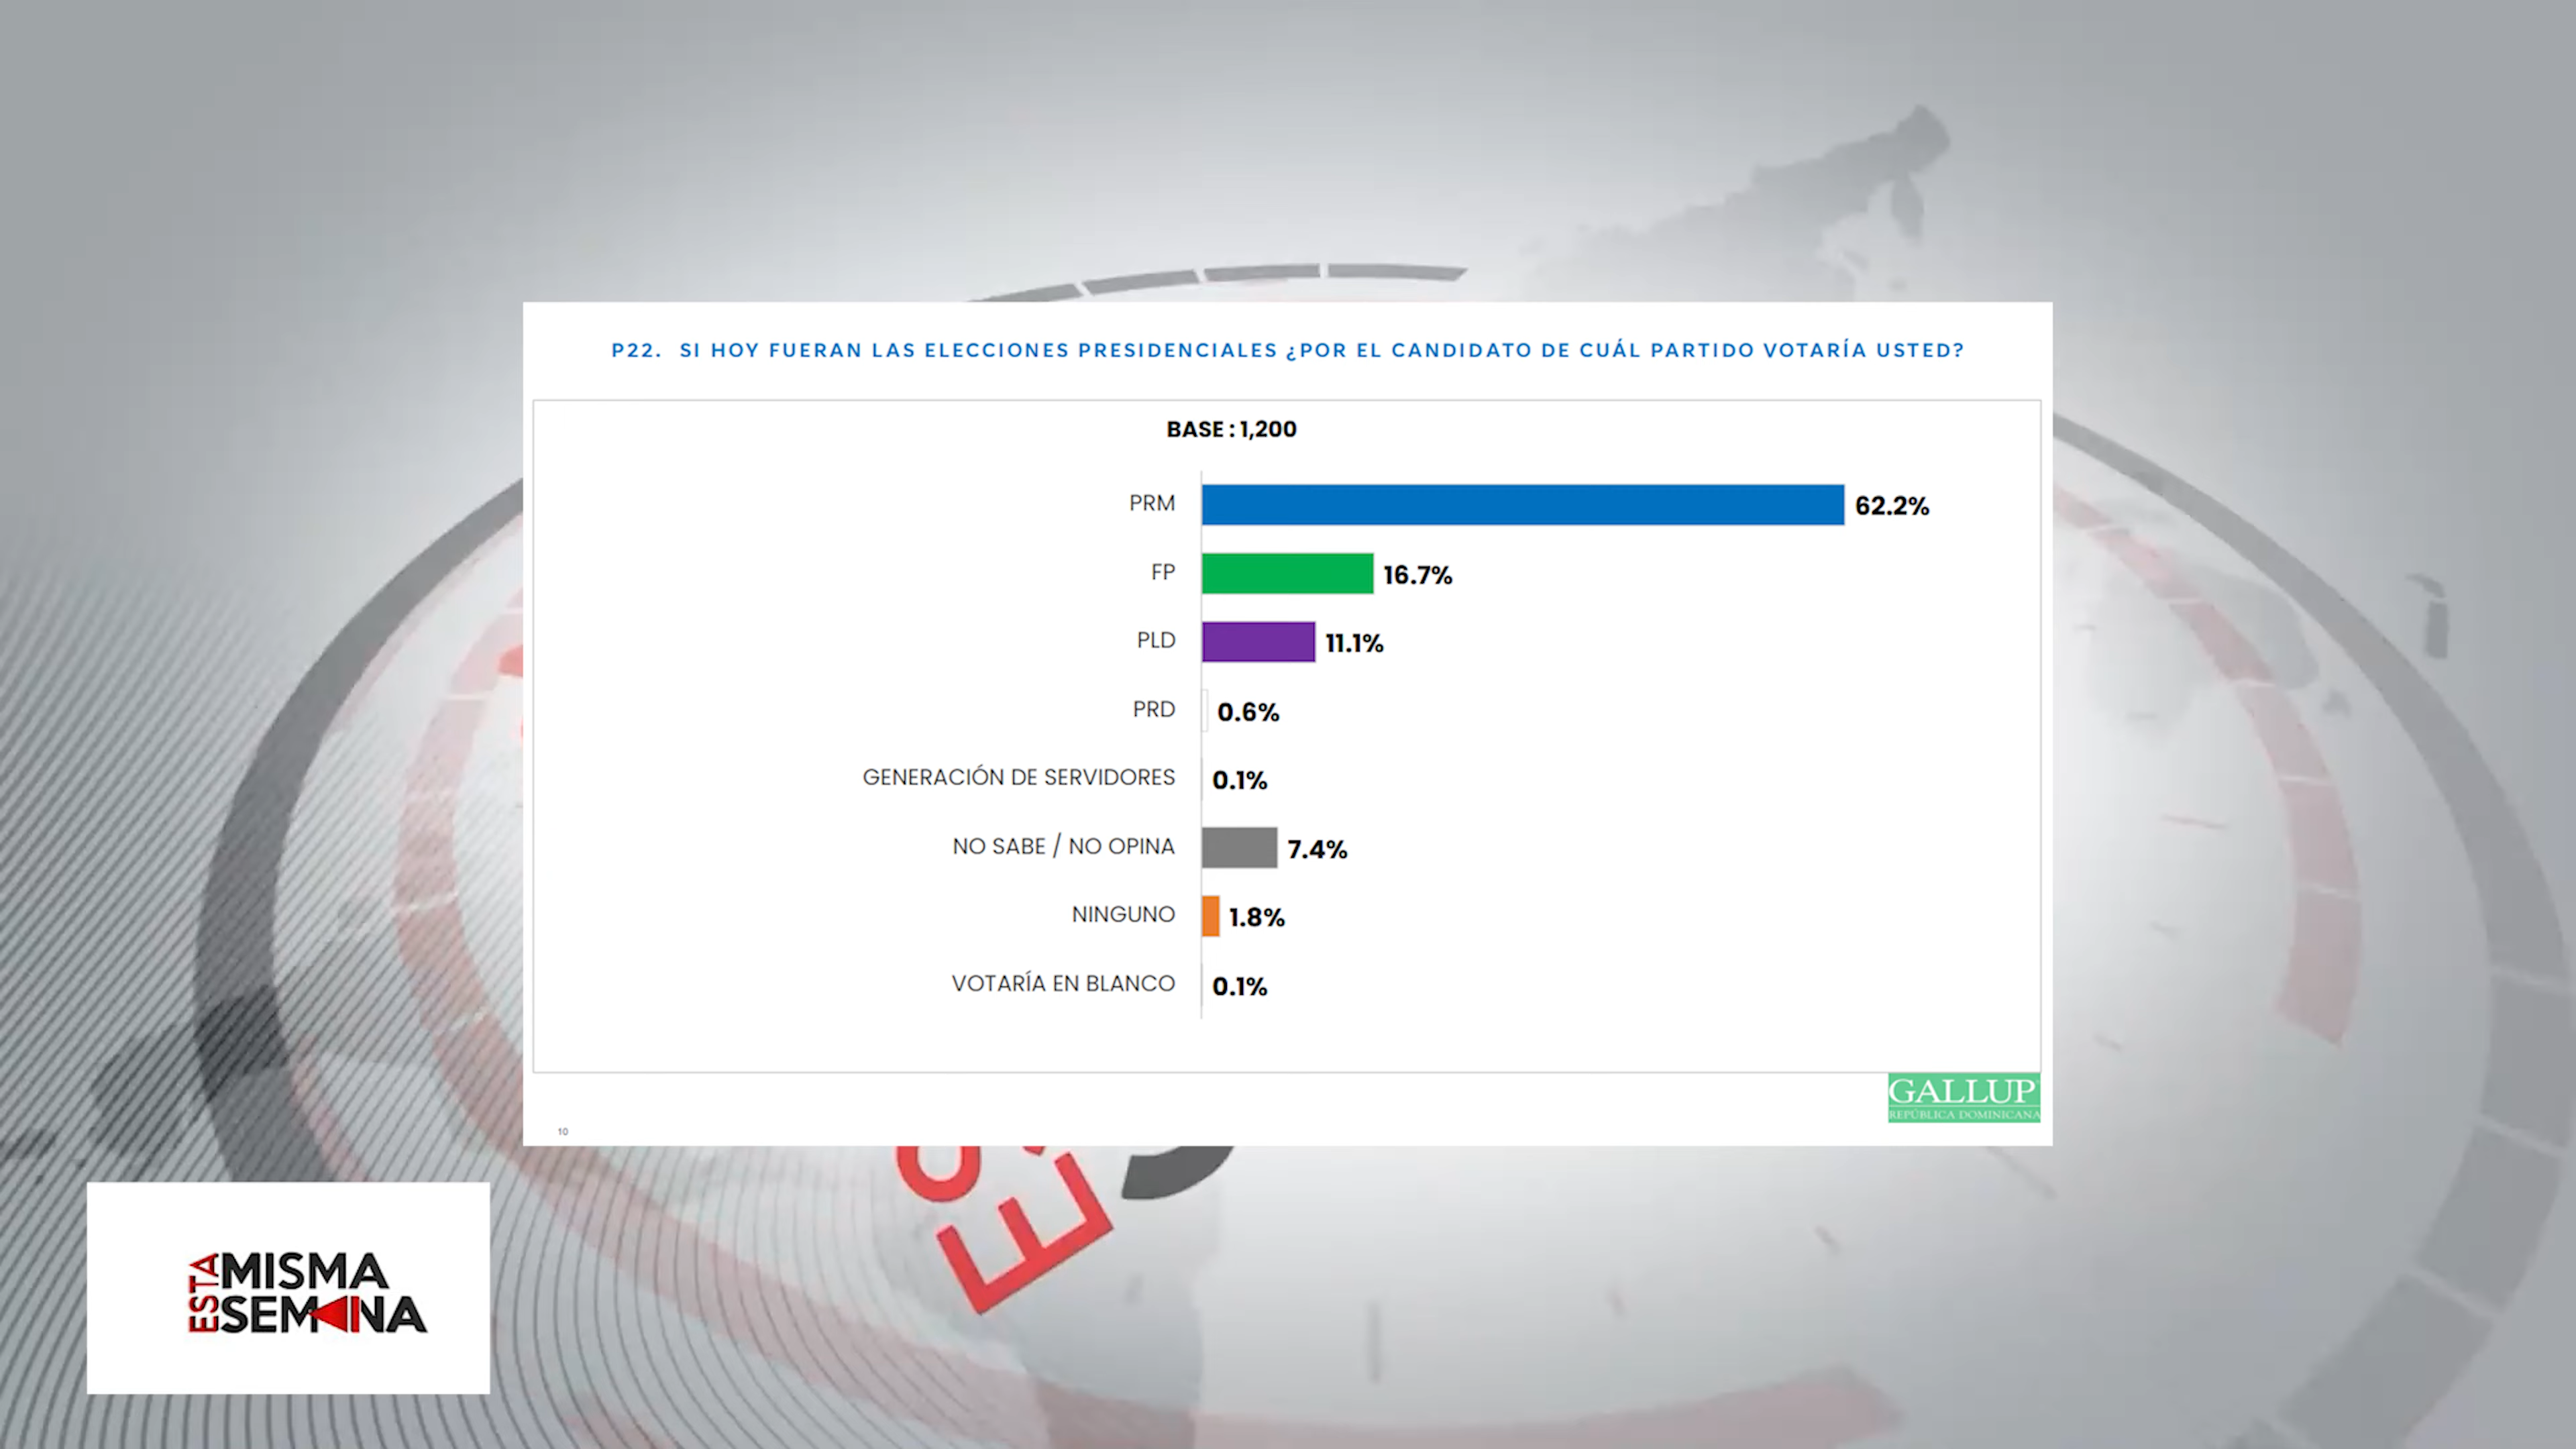 P22. SI HOY FUERAN LAS ELECCIONES PRESIDENCIALES ¿POR EL CANDIDATO DE CUÁL PARTIDO VOTARÍA USTED?
BASE : 1,200
PRM 62.2%
FP 16.7%
PLD 11.1%
PRD 0.6%
GENERACIÓN DE SERVIDORES 0.1%
NO SABE / NO OPINA 7.4%
NINGUNO 1.8%
VOTARÍA EN BLANCO 0.1%
GALLUP
REPÚBLICA DOMINICANA
10
ESTA
MISMA
SEMANA